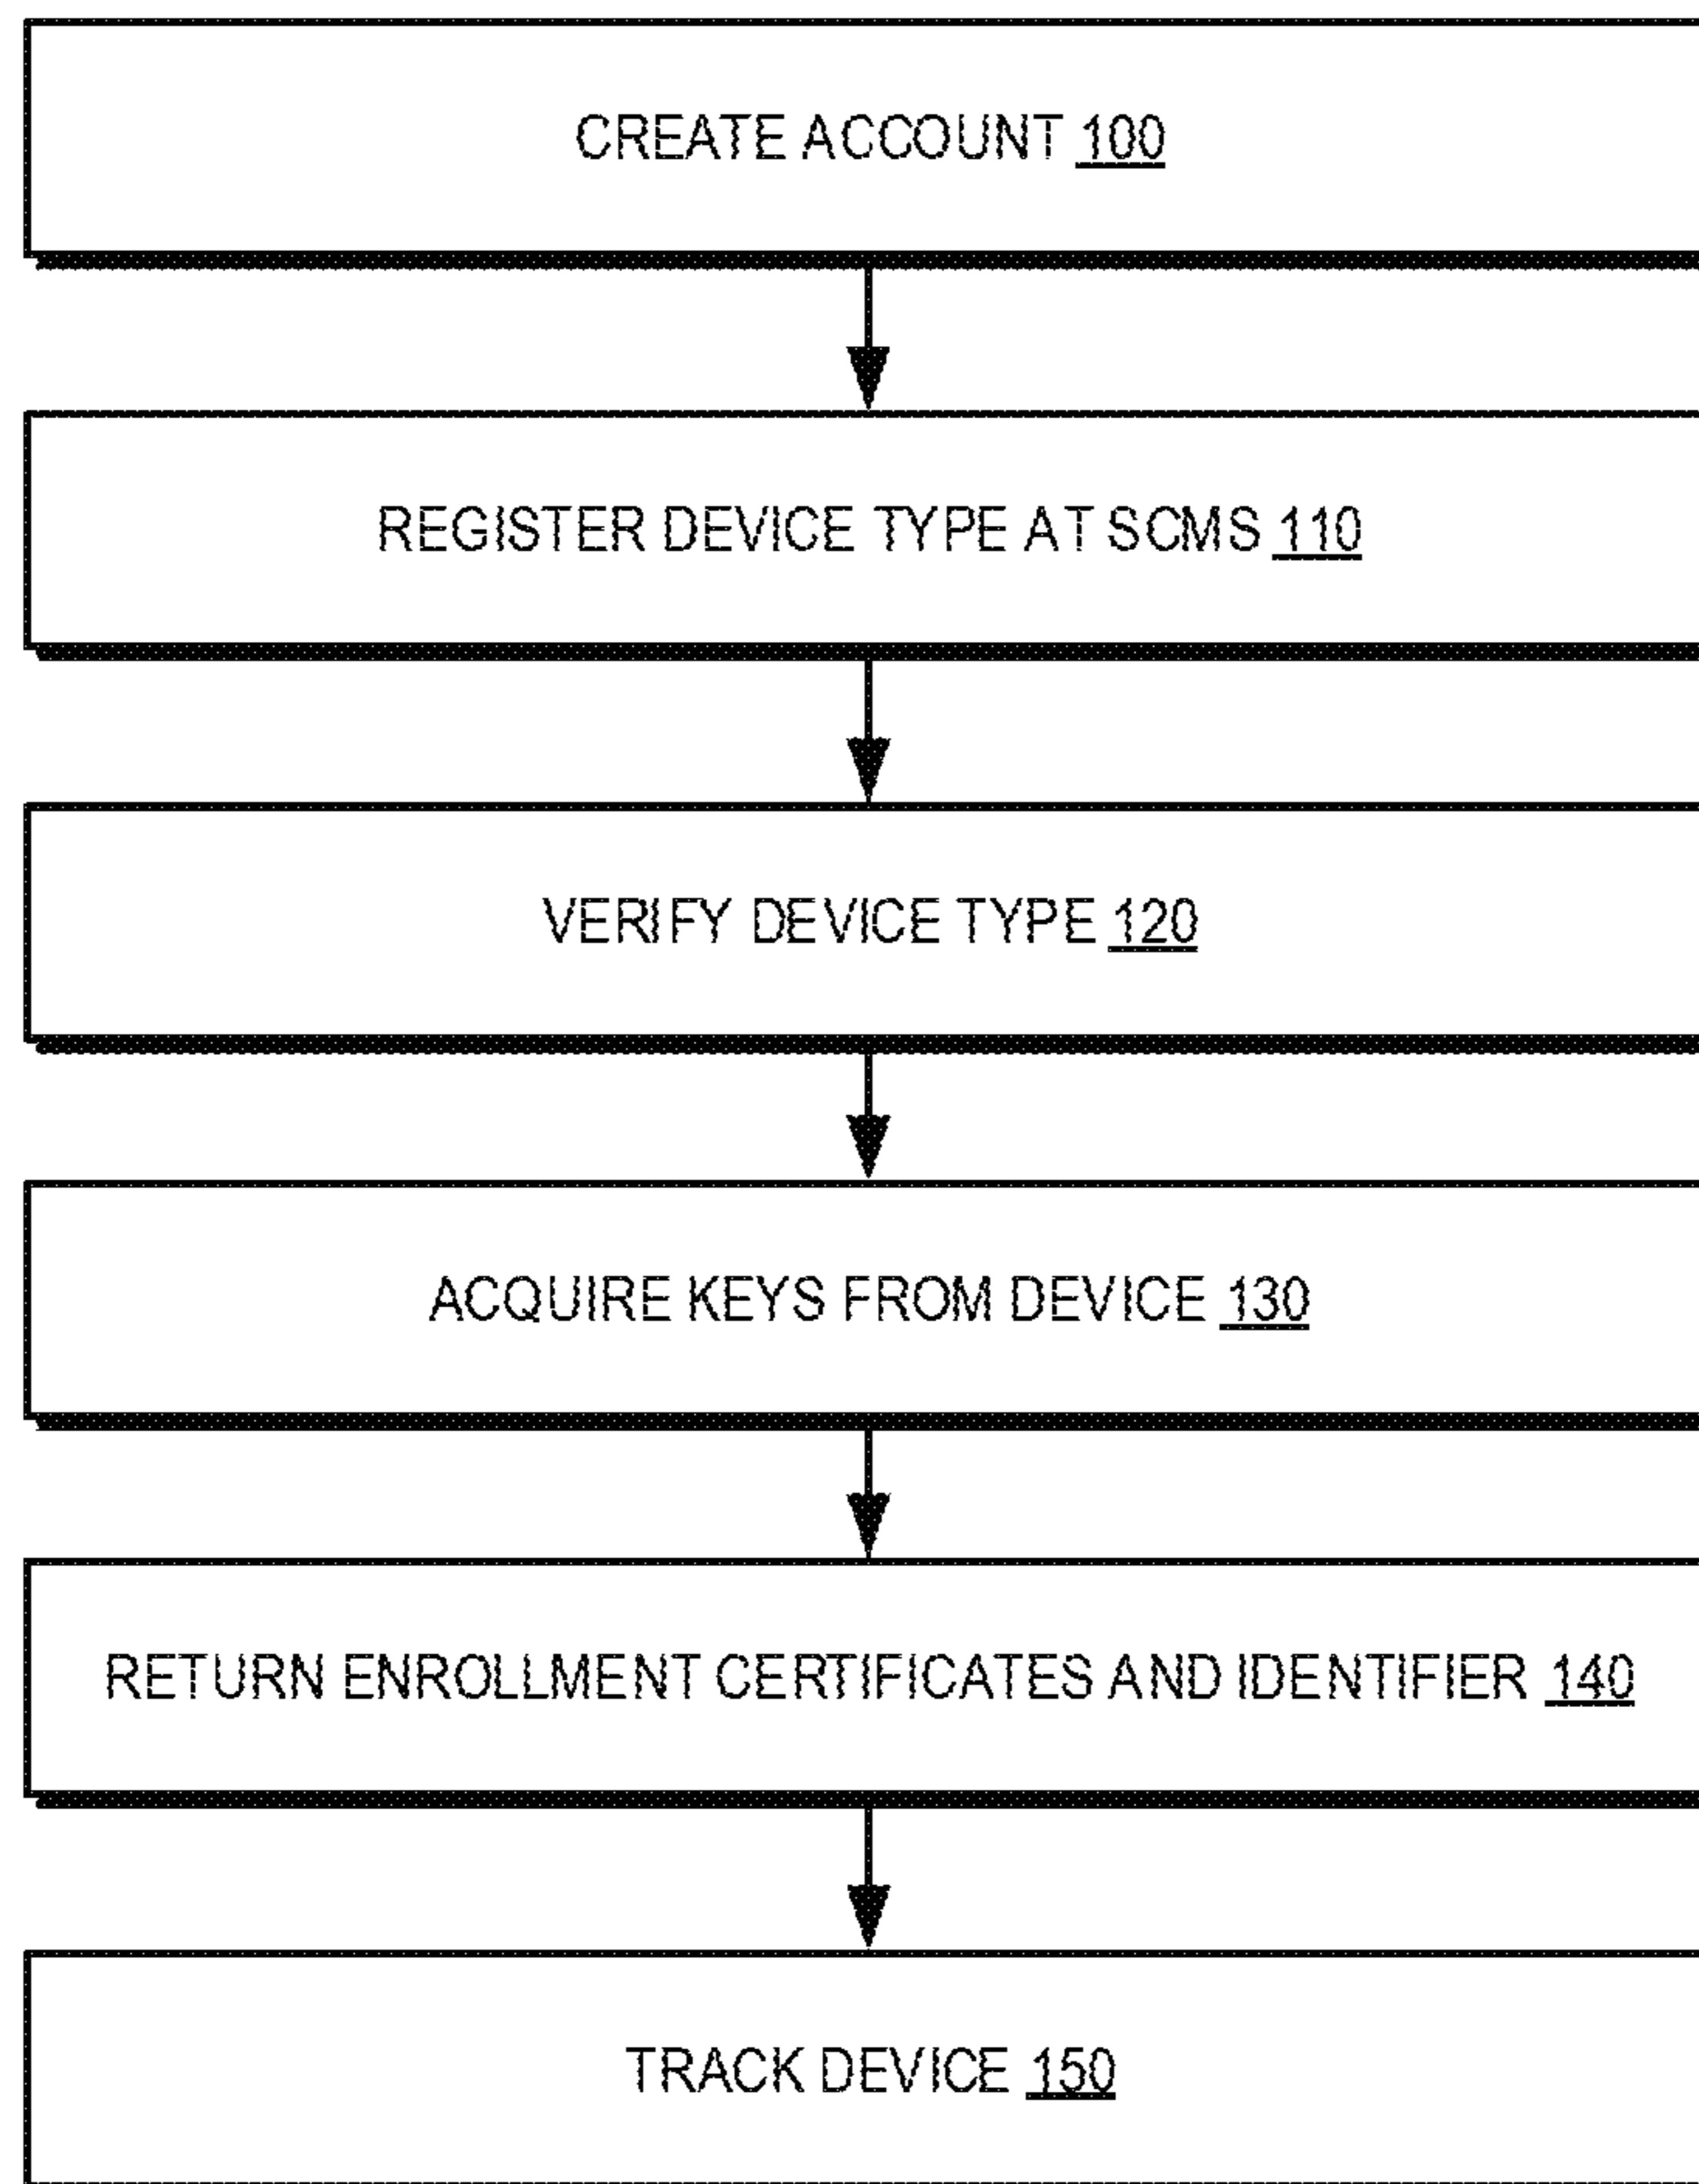 CREATE ACCOUNT 100
REGISTER DEVICE TYPE AT SCMS 110
VERIFY DEVICE TYPE 120
ACQUIRE KEYS FROM DEVICE 130
RETURN ENROLLMENT CERTIFICATES AND IDENTIFIER 140
TRACK DEVICE 150